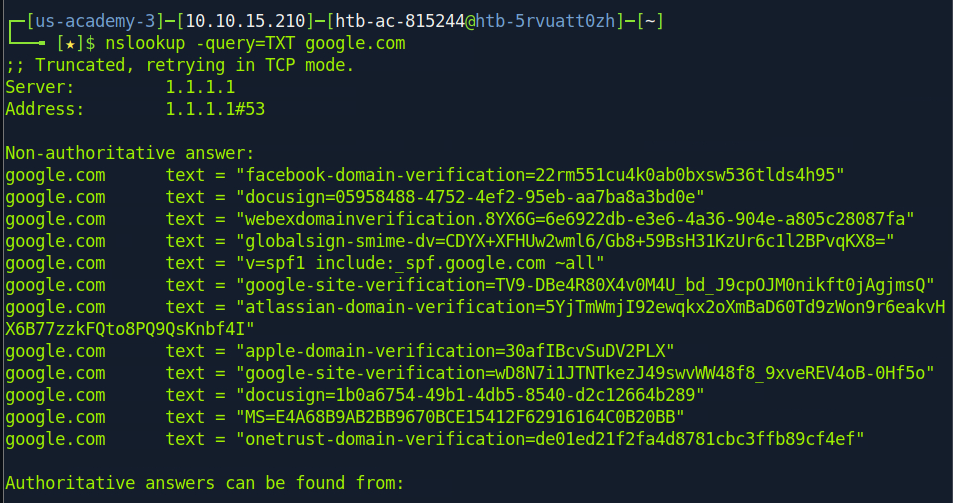 [us-academy-3]─[10.10.15.210]─[htb-ac-815244@htb-5rvuatt0zh]─[~]
[★]$ nslookup -query=TXT google.com
;; Truncated, retrying in TCP mode.
Server: 1.1.1.1
Address: 1.1.1.1#53
Non-authoritative answer:
google.com text = "facebook-domain-verification=22rm551cu4k0ab0bxsw536tlds4h95"
google.com text = "docusign=05958488-4752-4ef2-95eb-aa7ba8a3bd0e"
google.com text = "webexdomainverification.8YX6G=6e6922db-e3e6-4a36-904e-a805c28087fa"
google.com text = "globalsign-smime-dv=CDYX+XFHUw2wml6/Gb8+59BsH31KzUr6c1l2BPvqKX8="
google.com text = "v=spf1 include:_spf.google.com ~all"
google.com text = "google-site-verification=TV9-DBe4R80X4v0M4U_bd_J9cpOJM0nikft0jAgjmsQ"
google.com text = "atlassian-domain-verification=5YjTmWmjI92ewqkx2oXmBaD60Td9zWon9r6eakvH
X6B77zzkFQto8PQ9QsKnbf4I"
google.com text = "apple-domain-verification=30afIBcvSuDV2PLX"
google.com text = "google-site-verification=wD8N7i1JTNTkezJ49swvWW48f8_9xveREV4oB-0Hf5o"
google.com text = "docusign=1b0a6754-49b1-4db5-8540-d2c12664b289"
google.com text = "MS=E4A68B9AB2BB9670BCE15412F62916164C0B20BB"
google.com text = "onetrust-domain-verification=de01ed21f2fa4d8781cbc3ffb89cf4ef"
Authoritative answers can be found from: